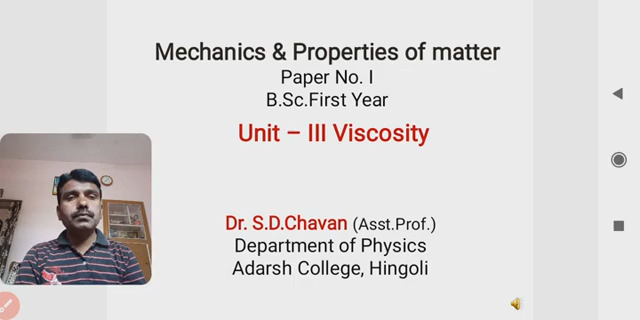 Mechanics & Properties of matter
Paper No. I
B.Sc.First Year
Unit – III Viscosity
Dr. S.D.Chavan (Asst.Prof.)
Department of Physics
Adarsh College, Hingoli